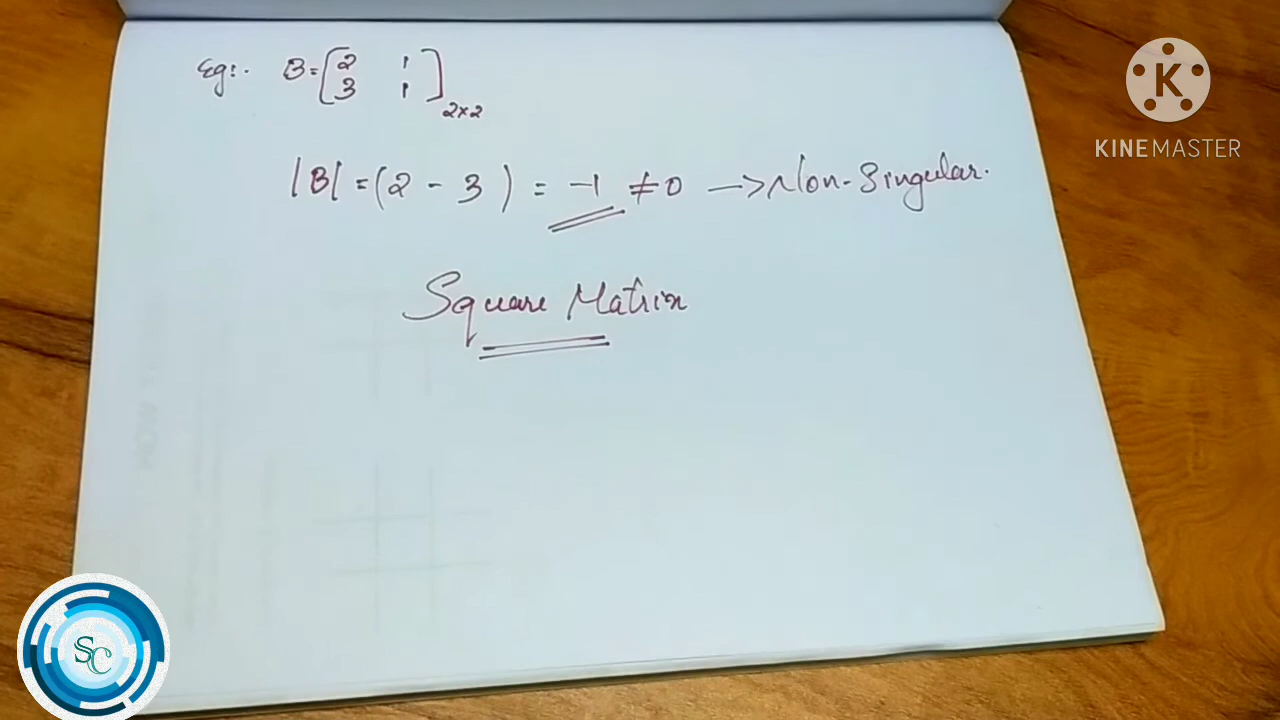 Eg:- B = [2 1
3 1] 2×2
|B| = (2 - 3) = -1 ≠ 0 → Non-Singular.
Square Matrix
K
KINEMASTER
SC